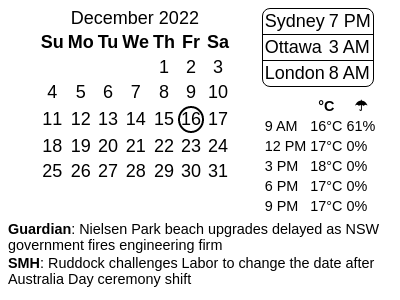 December 2022
Su Mo Tu We Th Fr Sa
1 2 3
4 5 6 7 8 9 10
11 12 13 14 15 16 17
18 19 20 21 22 23 24
25 26 27 28 29 30 31
Sydney 7 PM
Ottawa 3 AM
London 8 AM
°C ☂
9 AM 16°C 61%
12 PM 17°C 0%
3 PM 18°C 0%
6 PM 17°C 0%
9 PM 17°C 0%
Guardian: Nielsen Park beach upgrades delayed as NSW
government fires engineering firm
SMH: Ruddock challenges Labor to change the date after
Australia Day ceremony shift